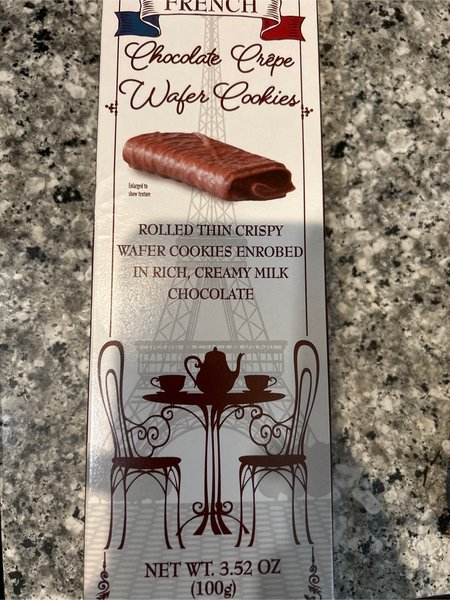 FRENCH
Chocolate Crêpe
Wafer Cookies
Enlarged to
show texture
ROLLED THIN CRISPY
WAFER COOKIES ENROBED
IN RICH, CREAMY MILK
CHOCOLATE
NET WT. 3.52 OZ
(100g)